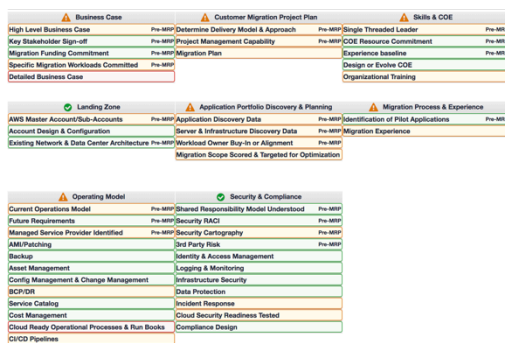 Business Case
High Level Business Case Pre-MRP
Key Stakeholder Sign-off Pre-MRP
Migration Funding Commitment Pre-MRP
Specific Migration Workloads Committed Pre-MRP
Detailed Business Case
Customer Migration Project Plan
Determine Delivery Model & Approach Pre-MRP
Project Management Capability Pre-MRP
Migration Plan
Skills & COE
Single Threaded Leader Pre-MR
COE Resource Commitment Pre-MR
Experience baseline Pre-MR
Design or Evolve COE
Organizational Training
Landing Zone
AWS Master Account/Sub-Accounts Pre-MRP
Account Design & Configuration
Existing Network & Data Center Architecture Pre-MRP
Application Portfolio Discovery & Planning
Application Discovery Data Pre-MRP
Server & Infrastructure Discovery Data Pre-MRP
Workload Owner Buy-In or Alignment Pre-MRP
Migration Scope Scored & Targeted for Optimization
Migration Process & Experience
Identification of Pilot Applications Pre-MR
Migration Experience
Operating Model
Current Operations Model Pre-MRP
Future Requirements Pre-MRP
Managed Service Provider Identified Pre-MRP
AMI/Patching
Backup
Asset Management
Config Management & Change Management
BCP/DR
Service Catalog
Cost Management
Cloud Ready Operational Processes & Run Books
CI/CD Pipelines
Security & Compliance
Shared Responsibility Model Understood Pre-MRP
Security RACI Pre-MRP
Security Cartography Pre-MRP
3rd Party Risk Pre-MRP
Identity & Access Management
Logging & Monitoring
Infrastructure Security
Data Protection
Incident Response
Cloud Security Readiness Tested
Compliance Design